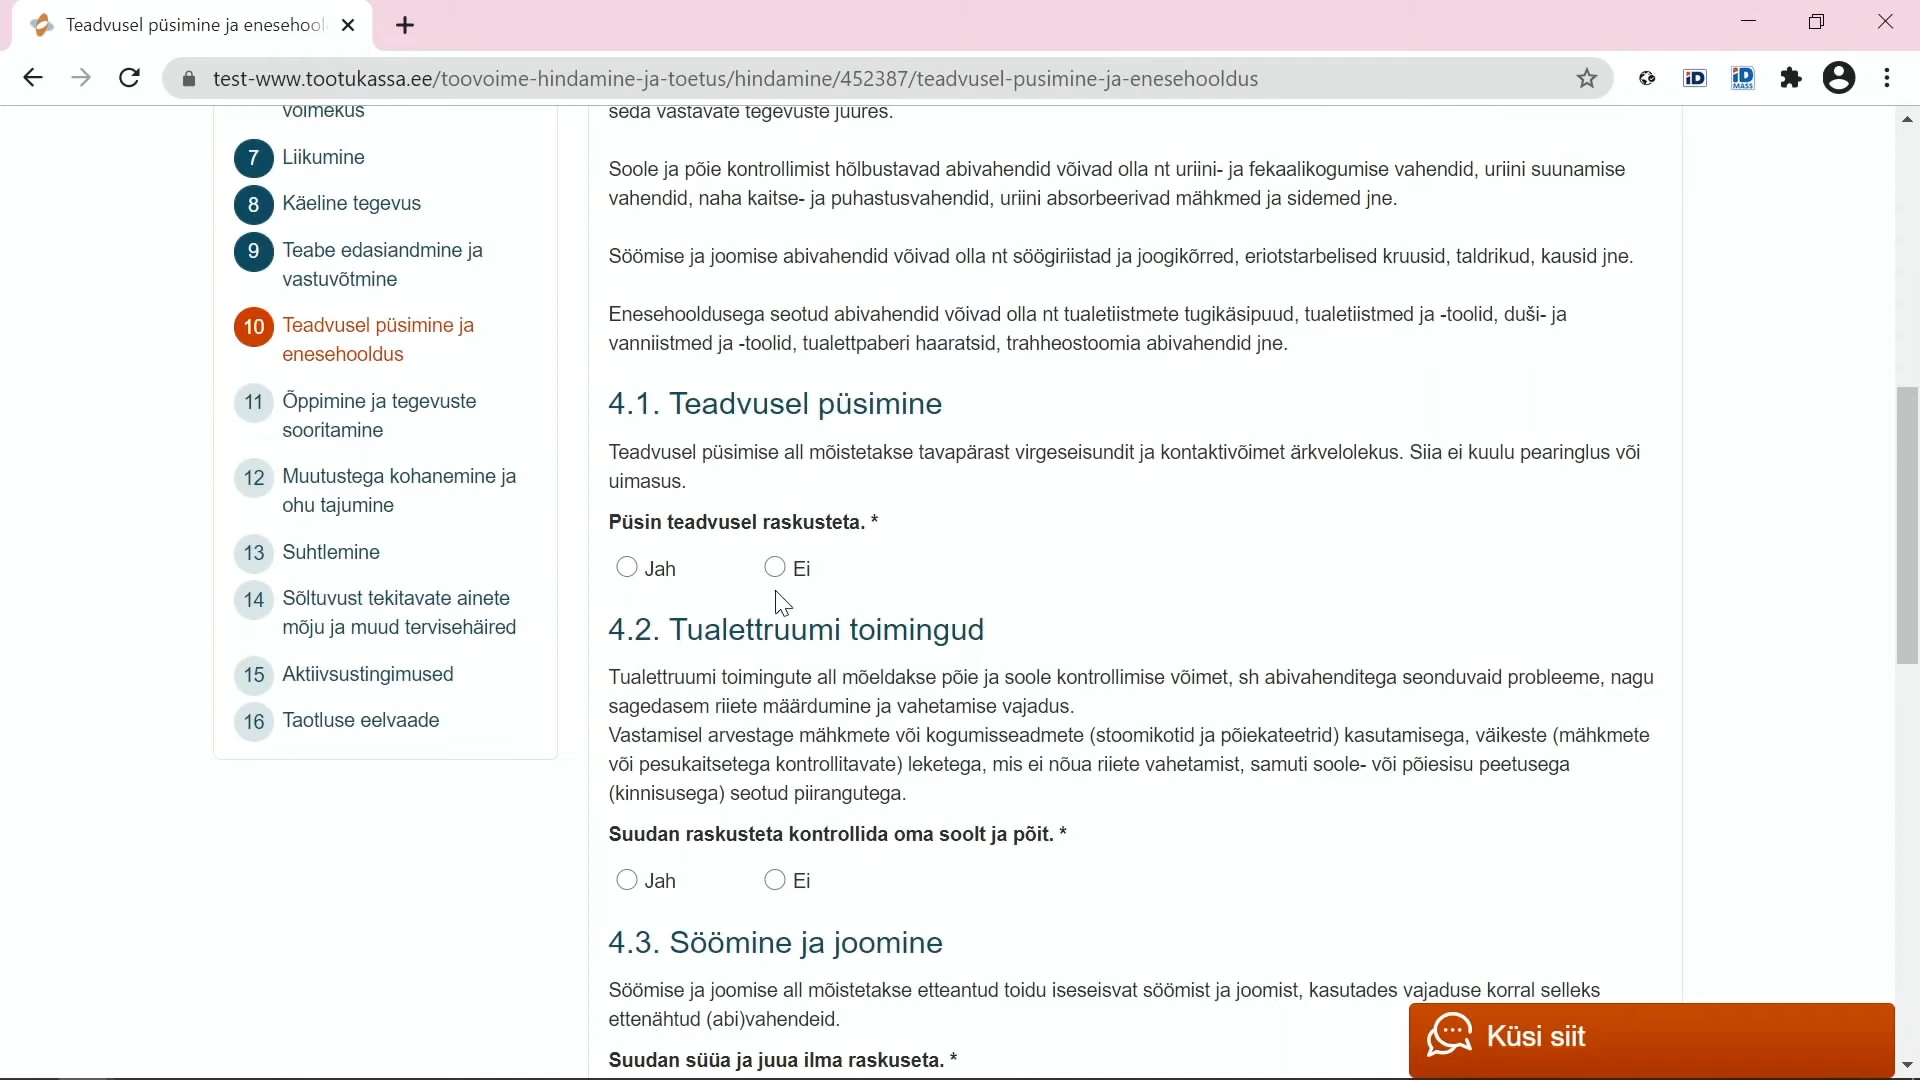 Teadvusel püsimine ja enesehool
test-www.tootukassa.ee/toovoime-hindamine-ja-toetus/hindamine/452387/teadvusel-pusimine-ja-enesehooldus
iD
iD
MASS
võimekus
7 Liikumine
8 Käeline tegevus
9 Teabe edasiandmine ja
vastuvõtmine
10 Teadvusel püsimine ja
enesehooldus
11 Õppimine ja tegevuste
sooritamine
12 Muutustega kohanemine ja
ohu tajumine
13 Suhtlemine
14 Sõltuvust tekitavate ainete
mõju ja muud tervisehäired
15 Aktiivsustingimused
16 Taotluse eelvaade
seda vastavate tegevuste juures.
Soole ja põie kontrollimist hõlbustavad abivahendid võivad olla nt uriini- ja fekaalikogumise vahendid, uriini suunamise
vahendid, naha kaitse- ja puhastusvahendid, uriini absorbeerivad mähkmed ja sidemed jne.
Söömise ja joomise abivahendid võivad olla nt söögiriistad ja joogikõrred, eriotstarbelised kruusid, taldrikud, kausid jne.
Enesehooldusega seotud abivahendid võivad olla nt tualetiistmete tugikäsipuud, tualetiistmed ja -toolid, duši- ja
vanniistmed ja -toolid, tualettpaberi haaratsid, trahheostoomia abivahendid jne.
4.1. Teadvusel püsimine
Teadvusel püsimise all mõistetakse tavapärast virgeseisundit ja kontaktivõimet ärkvelolekus. Siia ei kuulu pearinglus või
uimasus.
Püsin teadvusel raskusteta. *
Jah Ei
4.2. Tualettruumi toimingud
Tualettruumi toimingute all mõeldakse põie ja soole kontrollimise võimet, sh abivahenditega seonduvaid probleeme, nagu
sagedasem riiete määrdumine ja vahetamise vajadus.
Vastamisel arvestage mähkmete või kogumisseadmete (stoomikotid ja põiekateetrid) kasutamisega, väikeste (mähkmete
või pesukaitsetega kontrollitavate) leketega, mis ei nõua riiete vahetamist, samuti soole- või põiesisu peetusega
(kinnisusega) seotud piirangutega.
Suudan raskusteta kontrollida oma soolt ja põit. *
Jah Ei
4.3. Söömine ja joomine
Söömise ja joomise all mõistetakse etteantud toidu iseseisvat söömist ja joomist, kasutades vajaduse korral selleks
ettenähtud (abi)vahendeid.
Suudan süüa ja juua ilma raskuseta. *
Küsi siit